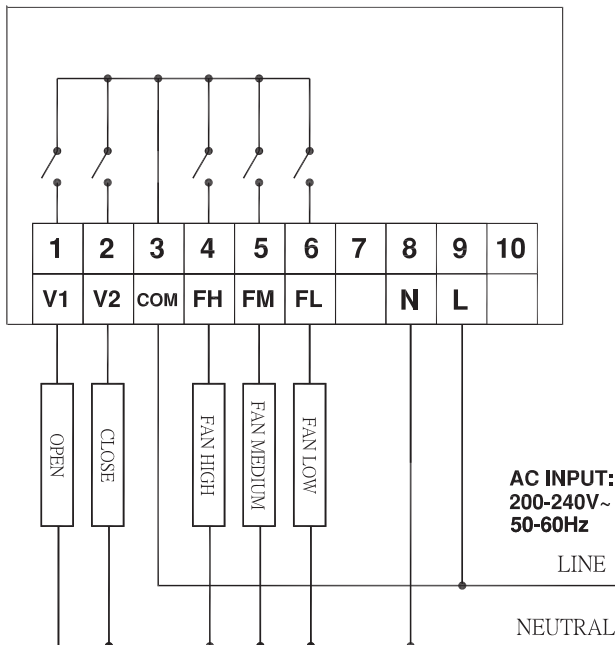 1 2 3 4 5 6 7 8 9 10
V1 V2 COM FH FM FL N L
OPEN
CLOSE
FAN HIGH
FAN MEDIUM
FAN LOW
AC INPUT:
200-240V~
50-60Hz
LINE
NEUTRAL